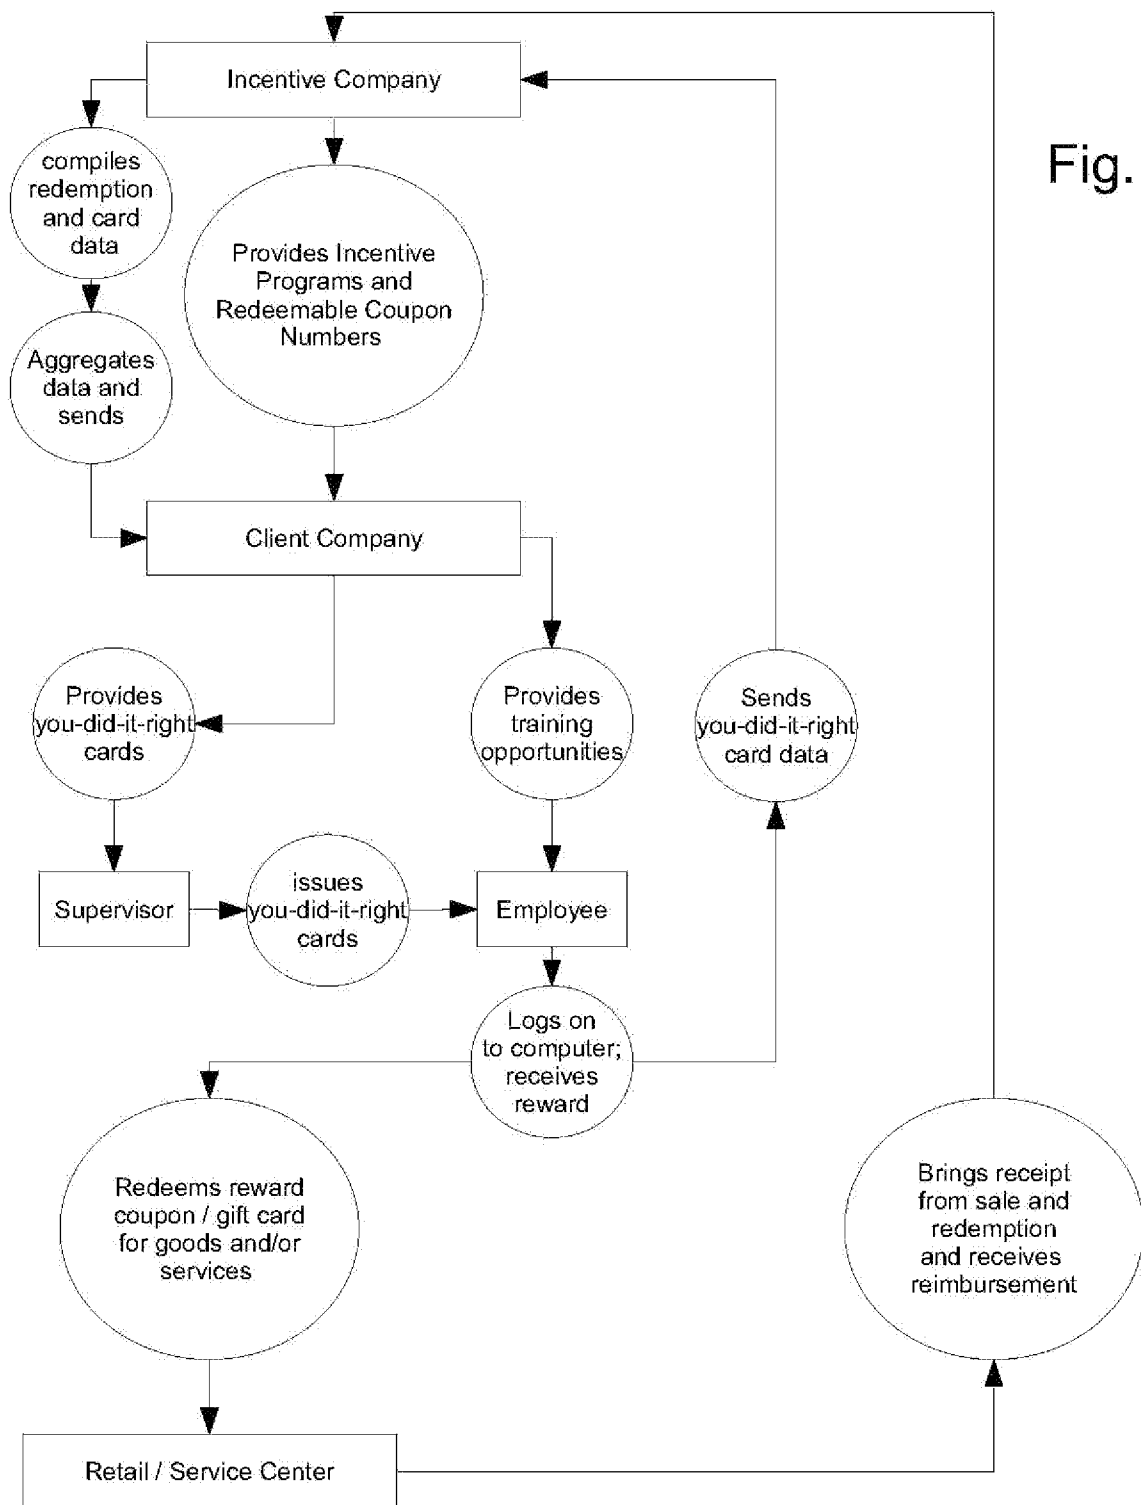 Incentive Company
Fig.
compiles
redemption
and card
data
Provides Incentive
Programs and
Redeemable Coupon
Numbers
Aggregates
data and
sends
Client Company
Provides
you-did-it-right
cards
Provides
training
opportunities
Sends
you-did-it-right
card data
Supervisor
issues
you-did-it-right
cards
Employee
Logs on
to computer;
receives
reward
Redeems reward
coupon / gift card
for goods and/or
services
Brings receipt
from sale and
redemption
and receives
reimbursement
Retail / Service Center